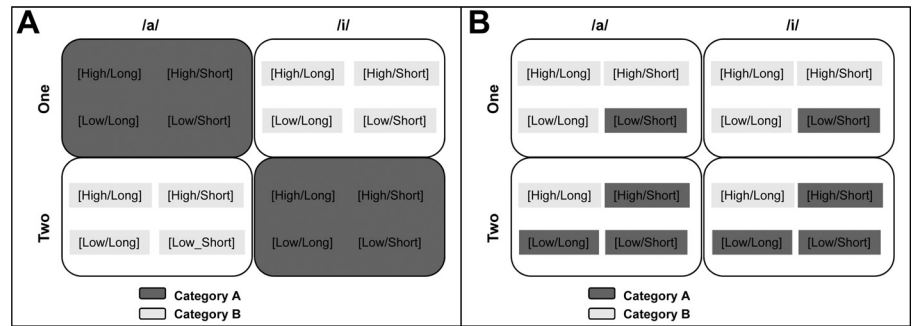 A
/a/ /i/
One
[High/Long] [High/Short] [High/Long] [High/Short]
[Low/Long] [Low/Short] [Low/Long] [Low/Short]
Two
[High/Long] [High/Short] [High/Long] [High/Short]
[Low/Long] [Low_Short] [Low/Long] [Low/Short]
Category A
Category B
B
/a/ /i/
One
[High/Long] [High/Short] [High/Long] [High/Short]
[Low/Long] [Low/Short] [Low/Long] [Low/Short]
Two
[High/Long] [High/Short] [High/Long] [High/Short]
[Low/Long] [Low/Short] [Low/Long] [Low/Short]
Category A
Category B